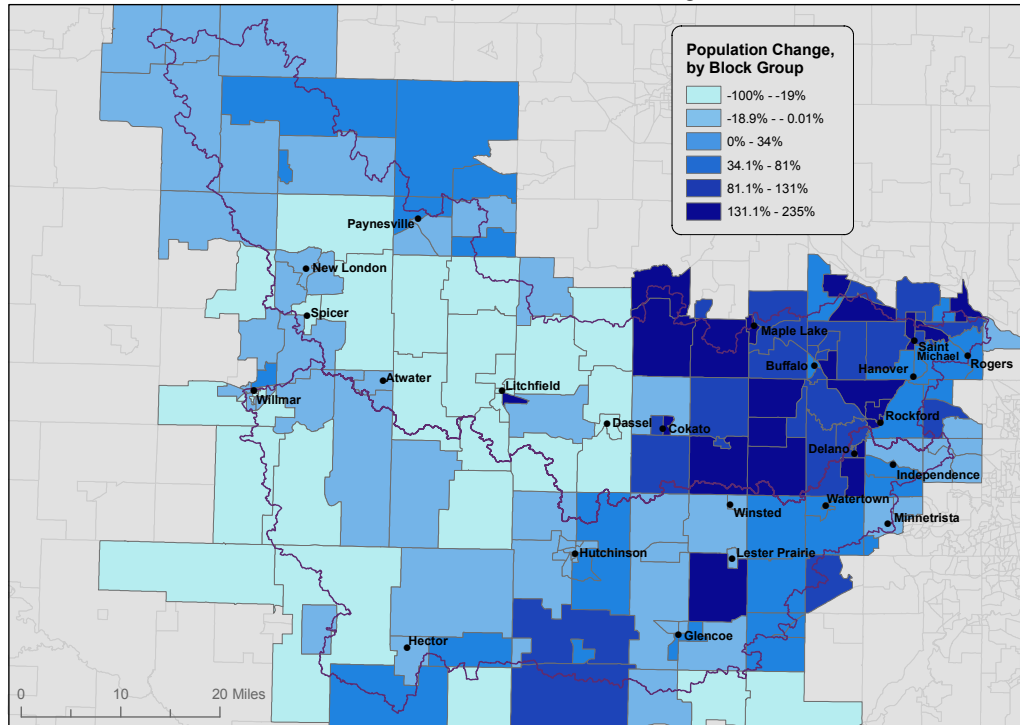 Population Change,
by Block Group
-100% - -19%
-18.9% - - 0.01%
0% - 34%
34.1% - 81%
81.1% - 131%
131.1% - 235%
Paynesville
New London
Spicer
Maple Lake
Saint
Michael
Rogers
Buffalo
Hanover
Atwater
Litchfield
Willmar
Rockford
Dassel
Cokato
Delano
Independence
Watertown
Winsted
Minnetrista
Hutchinson
Lester Prairie
Glencoe
Hector
0 10 20 Miles